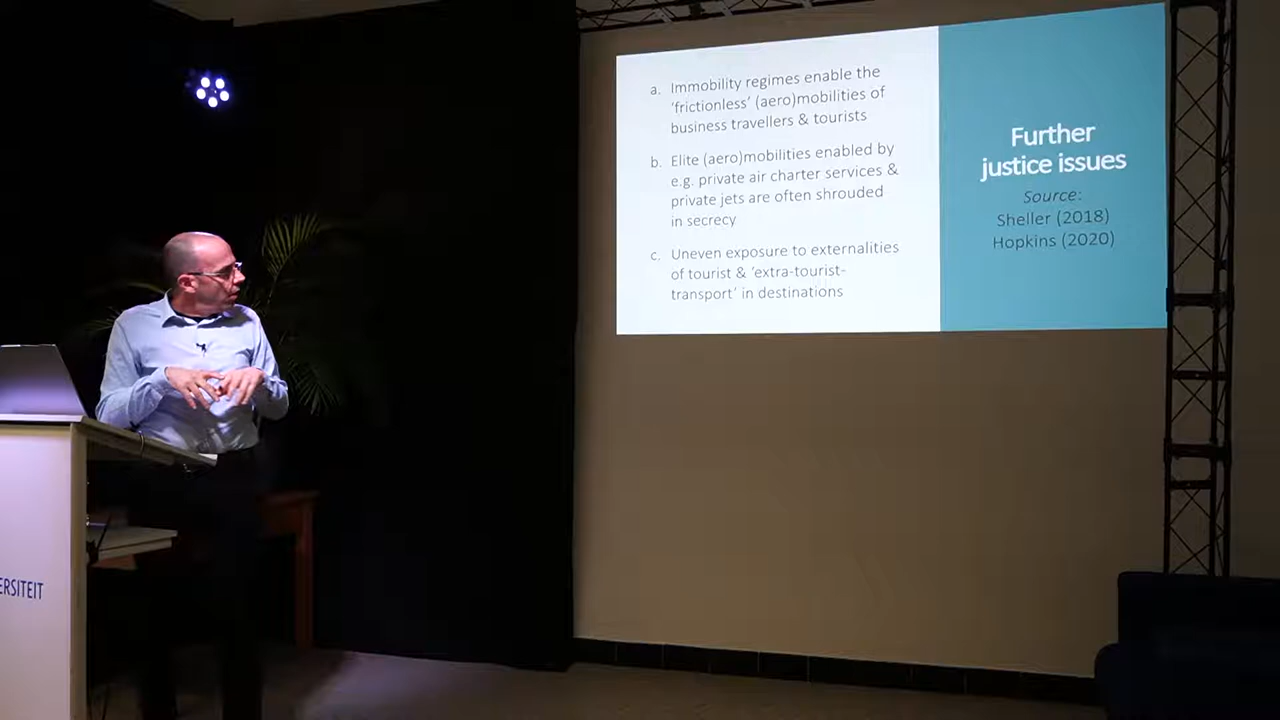 a. Immobility regimes enable the
'frictionless' (aero)mobilities of
business travellers & tourists
b. Elite (aero)mobilities enabled by
e.g. private air charter services &
private jets are often shrouded
in secrecy
c. Uneven exposure to externalities
of tourist & 'extra-tourist-
transport' in destinations
Further
justice issues
Source:
Sheller (2018)
Hopkins (2020)
ERSITEIT